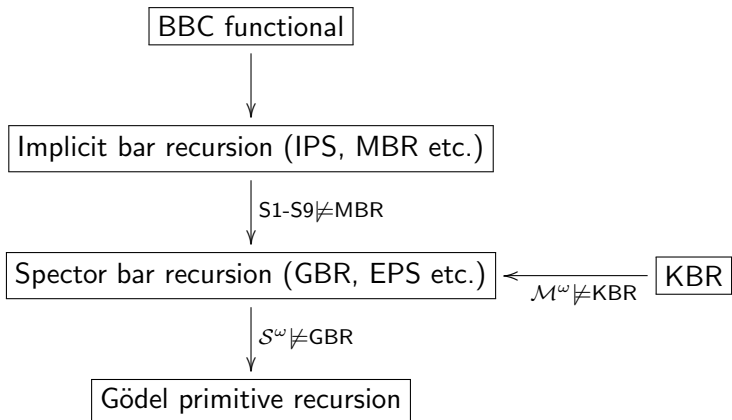 BBC functional
Implicit bar recursion (IPS, MBR etc.)
S1-S9⊭MBR
Spector bar recursion (GBR, EPS etc.)
KBR
ℳ^ω⊭KBR
𝒮^ω⊭GBR
Gödel primitive recursion